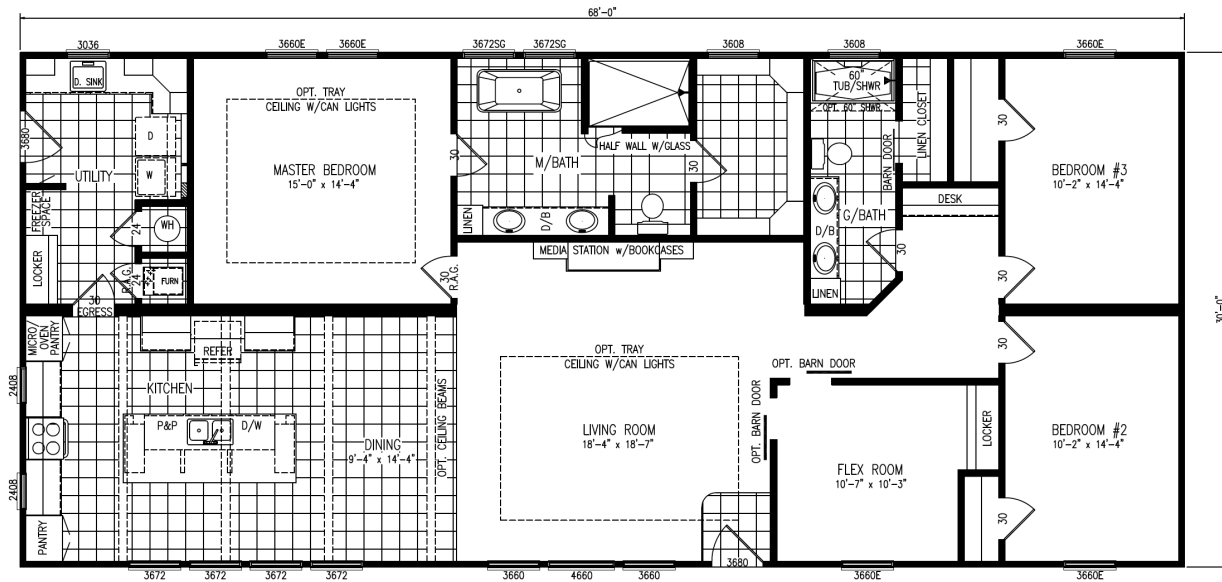 68'-0"
3036
3660E
3660E
3672SG
3672SG
3608
3608
3660E
D. SINK
3680
D
W
UTILITY
FREEZER
SPACE
LOCKER
24
WH
R.A.G.
24
FURN
30
EGRESS
OPT. TRAY
CEILING W/CAN LIGHTS
MASTER BEDROOM
15'-0" x 14'-4"
30
30
R.A.G.
M/BATH
LINEN
D/B
HALF WALL W/GLASS
30
60"
TUB/SHWR
OPT. 60" SHWR
BARN DOOR
LINEN CLOSET
G/BATH
D/B
LINEN
30
DESK
30
BEDROOM #3
10'-2" x 14'-4"
30
30'-0"
MEDIA STATION w/BOOKCASES
MICRO/
OVEN
PANTRY
REFER
2408
KITCHEN
P&P
D/W
2408
PANTRY
DINING
9'-4" x 14'-4"
OPT. CEILING BEAMS
OPT. TRAY
CEILING W/CAN LIGHTS
LIVING ROOM
18'-4" x 18'-7"
OPT. BARN DOOR
OPT. BARN DOOR
FLEX ROOM
10'-7" x 10'-3"
LOCKER
30
BEDROOM #2
10'-2" x 14'-4"
30
3680
3672
3672
3672
3672
3660
4660
3660
3660E
3660E